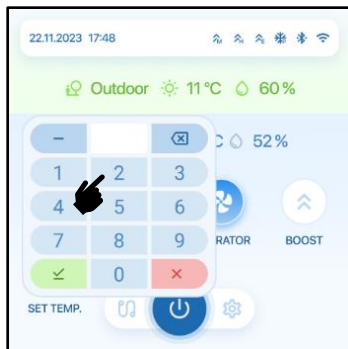 22.11.2023 17:48
Outdoor 11 °C 60 %
°C 52 %
−
1 2 3
4 5 6
7 8 9
0 ×
RATOR BOOST
SET TEMP.